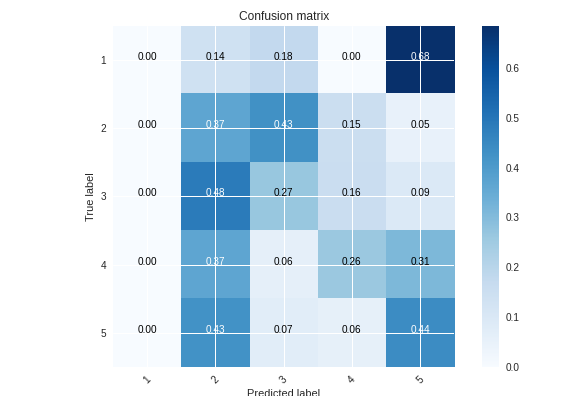 Confusion matrix
1 0.00 0.14 0.18 0.00 0.68
2 0.00 0.37 0.43 0.15 0.05
3 0.00 0.48 0.27 0.16 0.09
4 0.00 0.37 0.06 0.26 0.31
5 0.00 0.43 0.07 0.06 0.44
1 2 3 4 5
True label
Predicted label
0.6
0.5
0.4
0.3
0.2
0.1
0.0